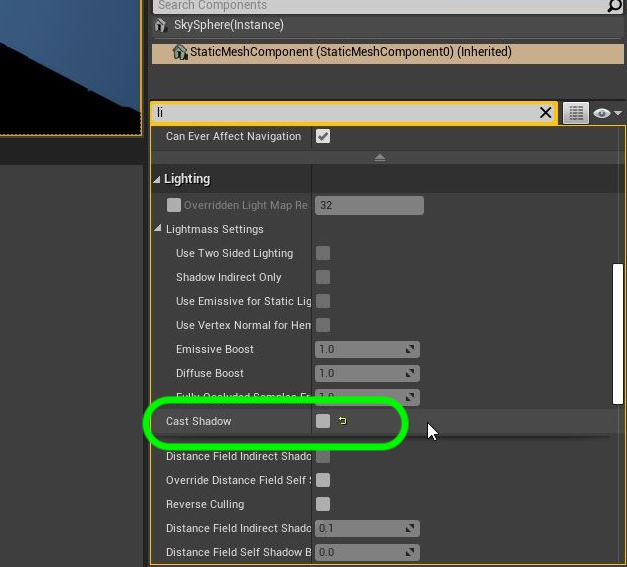 Search Components
SkySphere(Instance)
StaticMeshComponent (StaticMeshComponent0) (Inherited)
li
Can Ever Affect Navigation
Lighting
Overridden Light Map Re 32
Lightmass Settings
Use Two Sided Lighting
Shadow Indirect Only
Use Emissive for Static Lig
Use Vertex Normal for Hem
Emissive Boost 1.0
Diffuse Boost 1.0
Fully Occluded Samples Fr 1.0
Cast Shadow
Distance Field Indirect Shado
Override Distance Field Self S
Reverse Culling
Distance Field Indirect Shado 0.1
Distance Field Self Shadow B 0.0